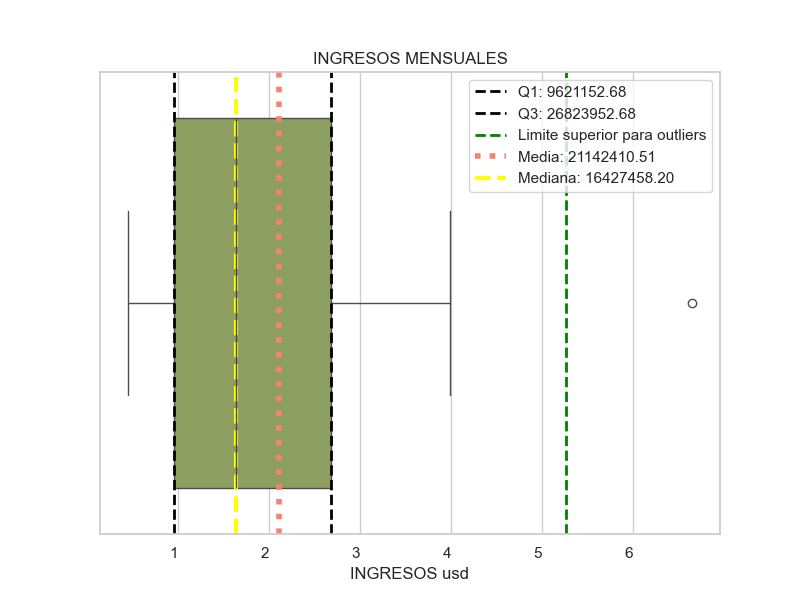 INGRESOS MENSUALES
Q1: 9621152.68
Q3: 26823952.68
Limite superior para outliers
Media: 21142410.51
Mediana: 16427458.20
1 2 3 4 5 6
INGRESOS usd